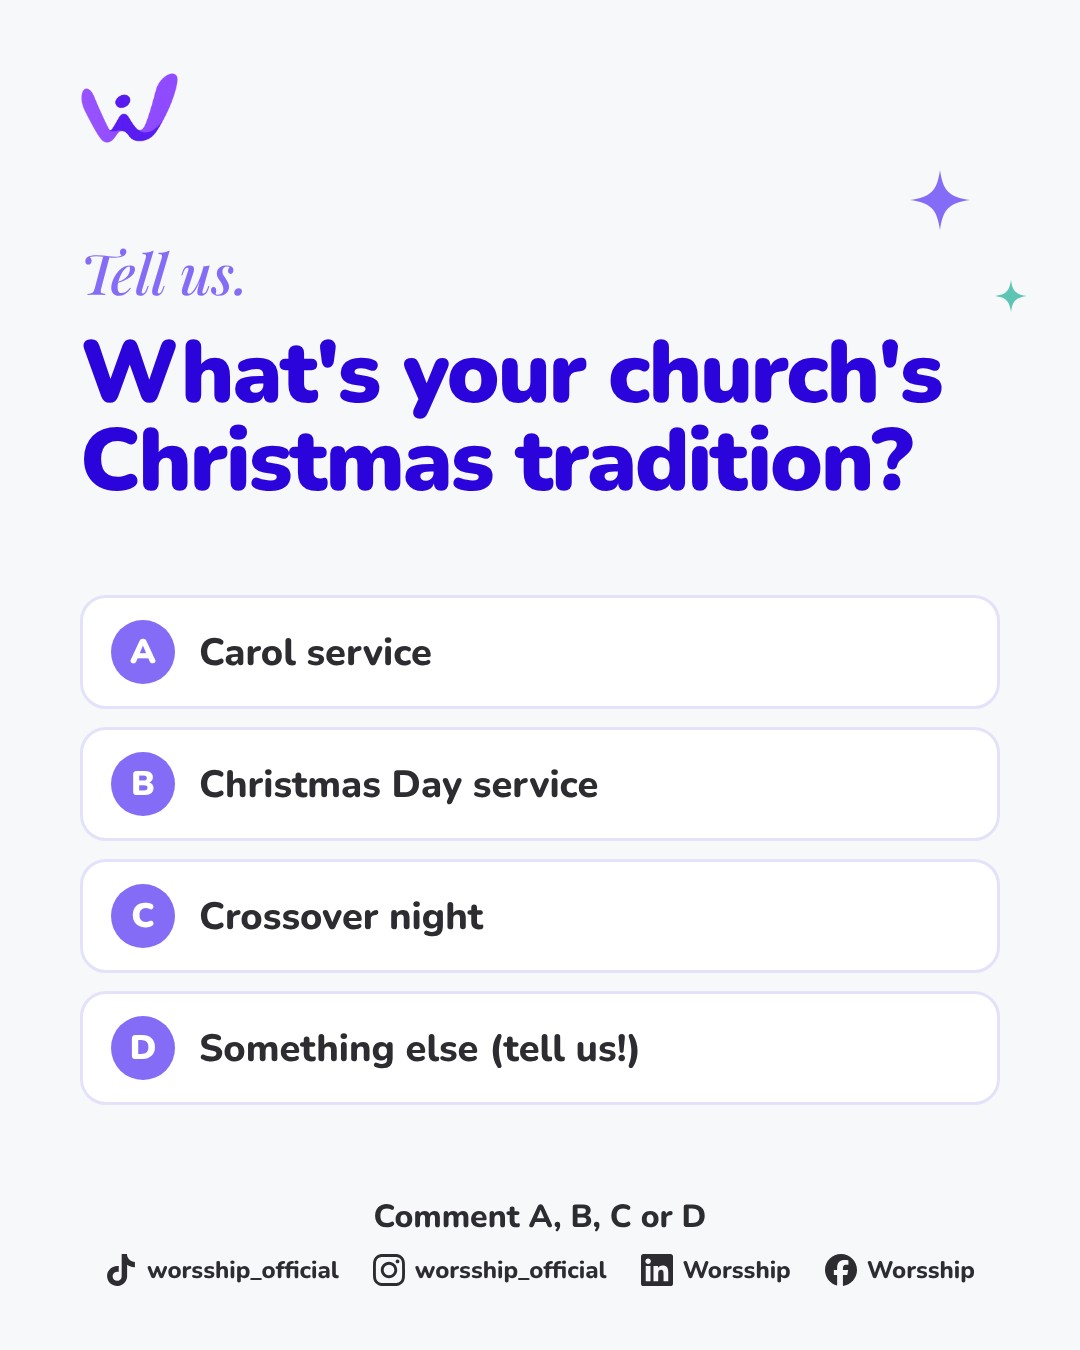 Tell us.
What's your church's
Christmas tradition?
A Carol service
B Christmas Day service
C Crossover night
D Something else (tell us!)
Comment A, B, C or D
worsship_official worsship_official Worsship Worsship